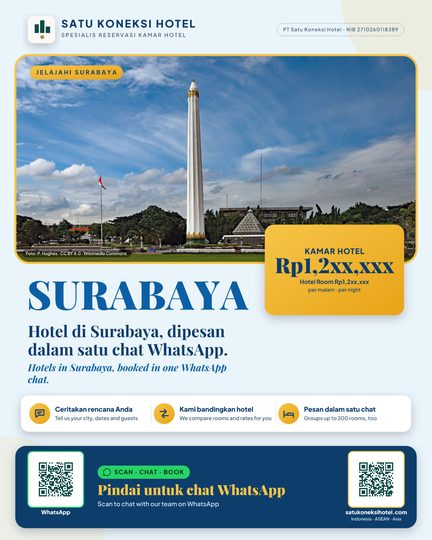 SATU KONEKSI HOTEL
SPESIALIS RESERVASI KAMAR HOTEL
PT Satu Koneksi Hotel · NIB 2710260118389
JELAJAHI SURABAYA
Foto: P. Hughes · CC BY 4.0 · Wikimedia Commons
KAMAR HOTEL
Rp1,2xx,xxx
Hotel Room Rp1,2xx,xxx
per malam · per night
SURABAYA
Hotel di Surabaya, dipesan
dalam satu chat WhatsApp.
Hotels in Surabaya, booked in one WhatsApp
chat.
Ceritakan rencana Anda
Tell us your city, dates and guests
Kami bandingkan hotel
We compare rooms and rates for you
Pesan dalam satu chat
Groups up to 200 rooms, too
SCAN · CHAT · BOOK
Pindai untuk chat WhatsApp
Scan to chat with our team on WhatsApp
WhatsApp
satukoneksihotel.com
Indonesia · ASEAN · Asia